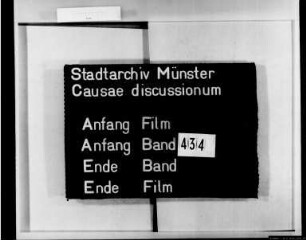 Stadtarchiv Münster
Causae discussionum
Anfang Film
Anfang Band 434
Ende Band
Ende Film